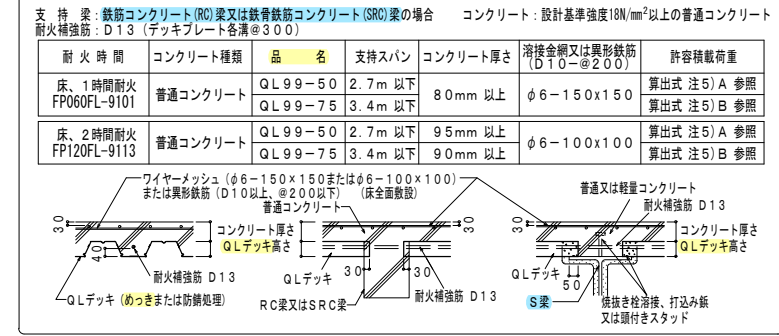 支 持 梁:鉄筋コンクリート(RC)梁又は鉄骨鉄筋コンクリート(SRC)梁の場合 コンクリート:設計基準強度18N/mm²以上の普通コンクリート
耐火補強筋:D13 (デッキプレート各溝@300)
耐 火 時 間 コンクリート種類 品 名 支持スパン コンクリート厚さ 溶接金網又は異形鉄筋 (D10-@200) 許容積載荷重
床、1時間耐火 FP060FL-9101 普通コンクリート QL99-50 2.7m 以下 80mm 以上 φ6-150x150 算出式 注5)A 参照
QL99-75 3.4m 以下 算出式 注5)B 参照
床、2時間耐火 FP120FL-9113 普通コンクリート QL99-50 2.7m 以下 95mm 以上 φ6-100x100 算出式 注5)A 参照
QL99-75 3.4m 以下 90mm 以上 算出式 注5)B 参照
ワイヤーメッシュ(φ6-150×150またはφ6-100×100)
または異形鉄筋(D10以上、@200以下) (床全面敷設)
普通コンクリート
普通又は軽量コンクリート
耐火補強筋 D13
30
コンクリート厚さ
QLデッキ高さ
40
耐火補強筋 D13
QLデッキ(めっきまたは防錆処理)
30
QLデッキ
30
30
RC梁又はSRC梁
耐火補強筋 D13
30
コンクリート厚さ
QLデッキ高さ
QLデッキ
50
S梁
焼抜き栓溶接、打込み鋲
又は頭付きスタッド